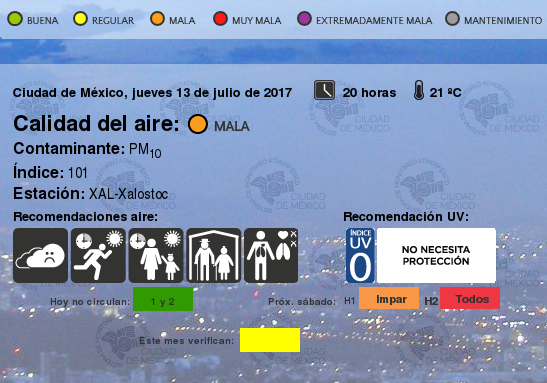 BUENA REGULAR MALA MUY MALA EXTREMADAMENTE MALA MANTENIMIENTO
Ciudad de México, jueves 13 de julio de 2017 20 horas 21 ºC
Calidad del aire: MALA
Contaminante: PM10
Índice: 101
Estación: XAL-Xalostoc
Recomendaciones aire: Recomendación UV:
ÍNDICE
UV
0
NO NECESITA
PROTECCIÓN
Hoy no circulan: 1 y 2 Próx. sábado: H1 Impar H2 Todos
Este mes verifican:
CIUDAD
DE MÉXICO